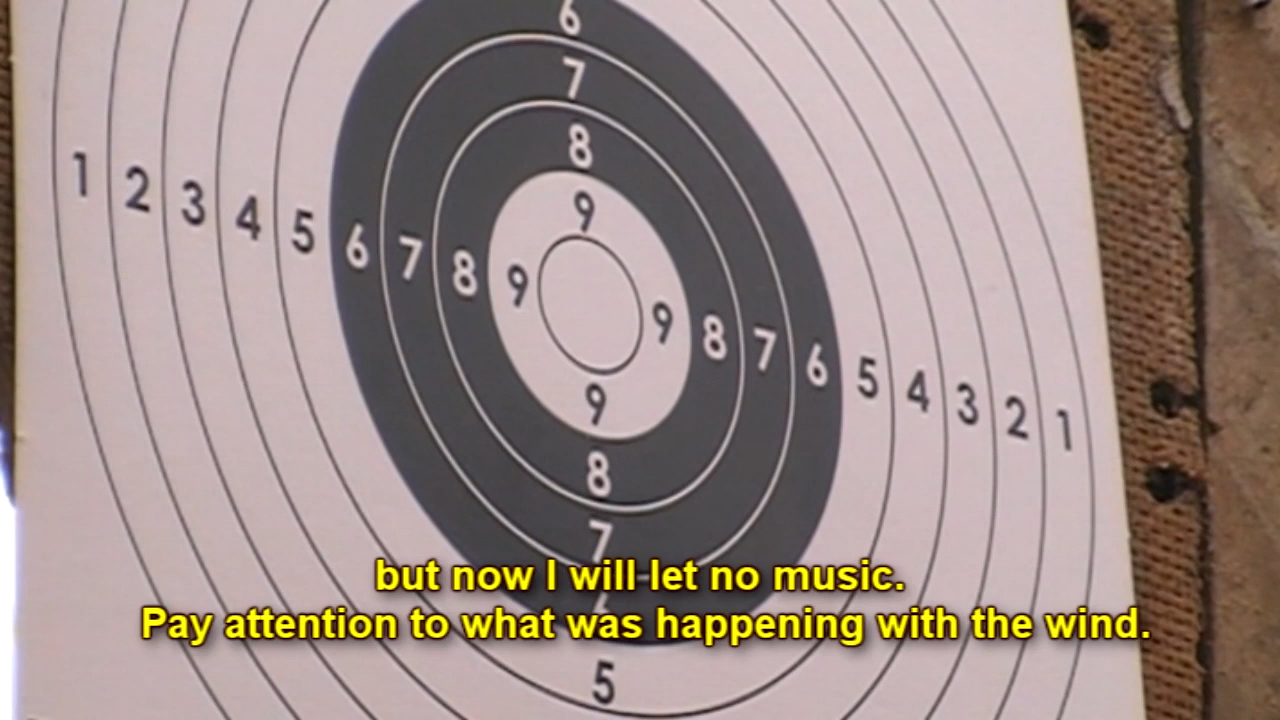 6
7
8
9
1 2 3 4 5 6 7 8 9 9 8 7 6 5 4 3 2 1
9
8
7
but now I will let no music.
Pay attention to what was happening with the wind.
5